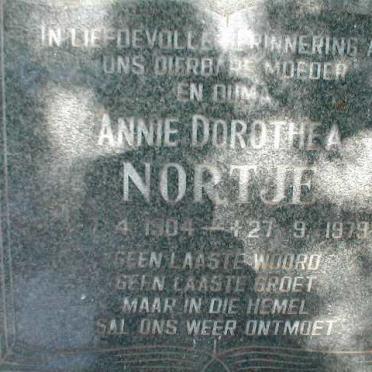 IN LIEFDEVOLLE HERINNERING A
ONS DIERBARE MOEDER
EN OUMA
ANNIE DOROTHEA
NORTJE
4. 1904 — 27. 9. 1979
GEEN LAASTE WOORD
GEEN LAASTE GROET
MAAR IN DIE HEMEL
SAL ONS WEER ONTMOET